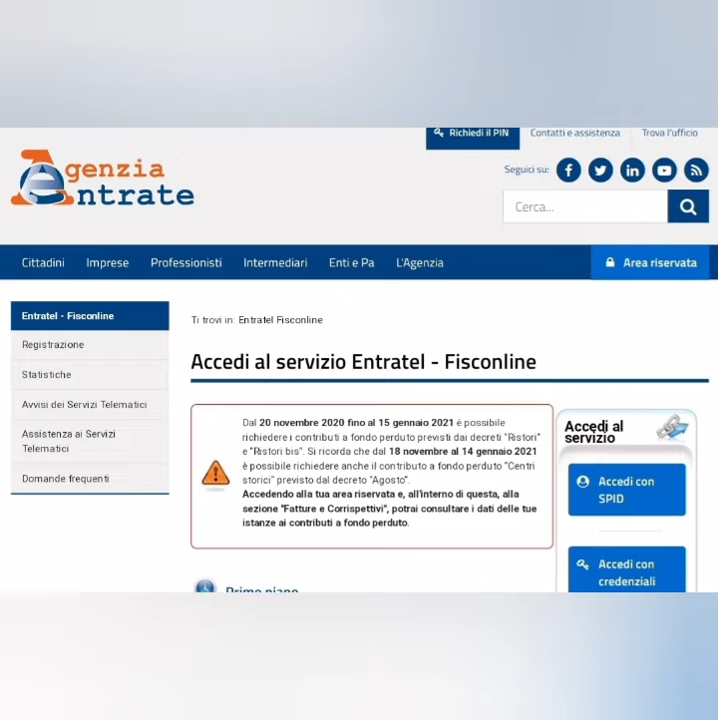 Richiedi il PIN
Contatti e assistenza
Trova l'ufficio
Agenzia
Entrate
Seguici su:
Cerca...
Cittadini
Imprese
Professionisti
Intermediari
Enti e Pa
L'Agenzia
Area riservata
Entratel - Fisconline
Registrazione
Statistiche
Avvisi dei Servizi Telematici
Assistenza ai Servizi
Telematici
Domande frequenti
Ti trovi in: Entratel Fisconline
Accedi al servizio Entratel - Fisconline
Dal 20 novembre 2020 fino al 15 gennaio 2021 è possibile
richiedere i contributi a fondo perduto previsti dai decreti "Ristori"
e "Ristori bis". Si ricorda che dal 18 novembre al 14 gennaio 2021
è possibile richiedere anche il contributo a fondo perduto "Centri
storici" previsto dal decreto "Agosto".
Accedendo alla tua area riservata e, all'interno di questa, alla
sezione "Fatture e Corrispettivi", potrai consultare i dati delle tue
istanze ai contributi a fondo perduto.
Accedi al
servizio
Accedi con
SPID
Accedi con
credenziali
Primo piano